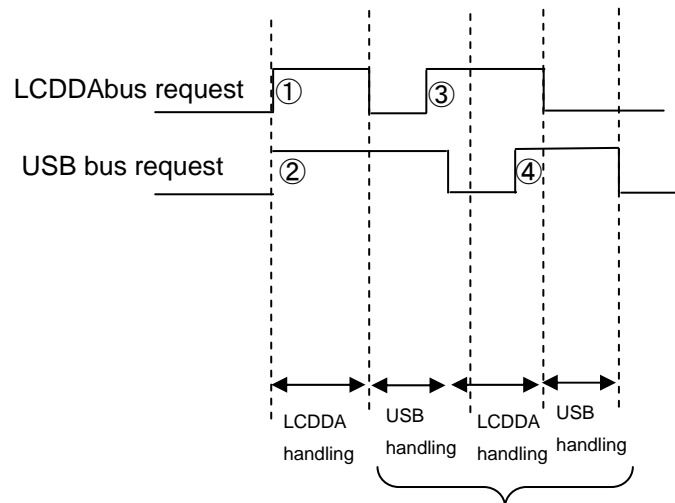 LCDDAbus request
①
③
USB bus request
②
④
LCDDA handling
USB handling
LCDDA handling
USB handling